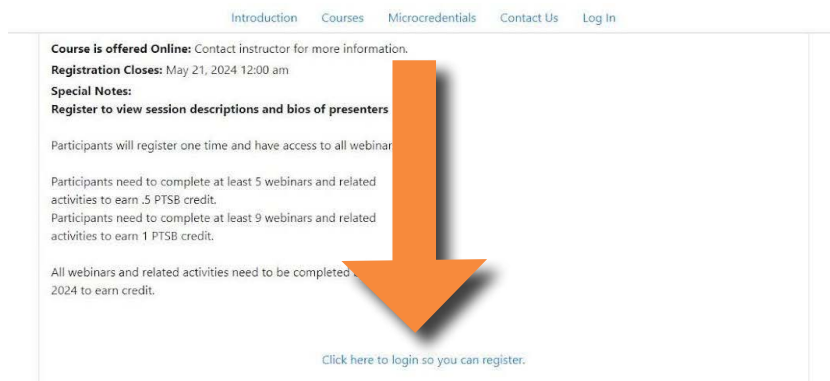 Introduction Courses Microcredentials Contact Us Log In
Course is offered Online: Contact instructor for more information.
Registration Closes: May 21, 2024 12:00 am
Special Notes:
Register to view session descriptions and bios of presenters
Participants will register one time and have access to all
Participants need to complete at least 5 webinars and related
activities to earn .5 PTSB credit.
Participants need to complete at least 9 webinars and related
activities to earn 1 PTSB credit.
All webinars and related activities need to be completed
2024 to earn credit.
Click here to login so you can register.